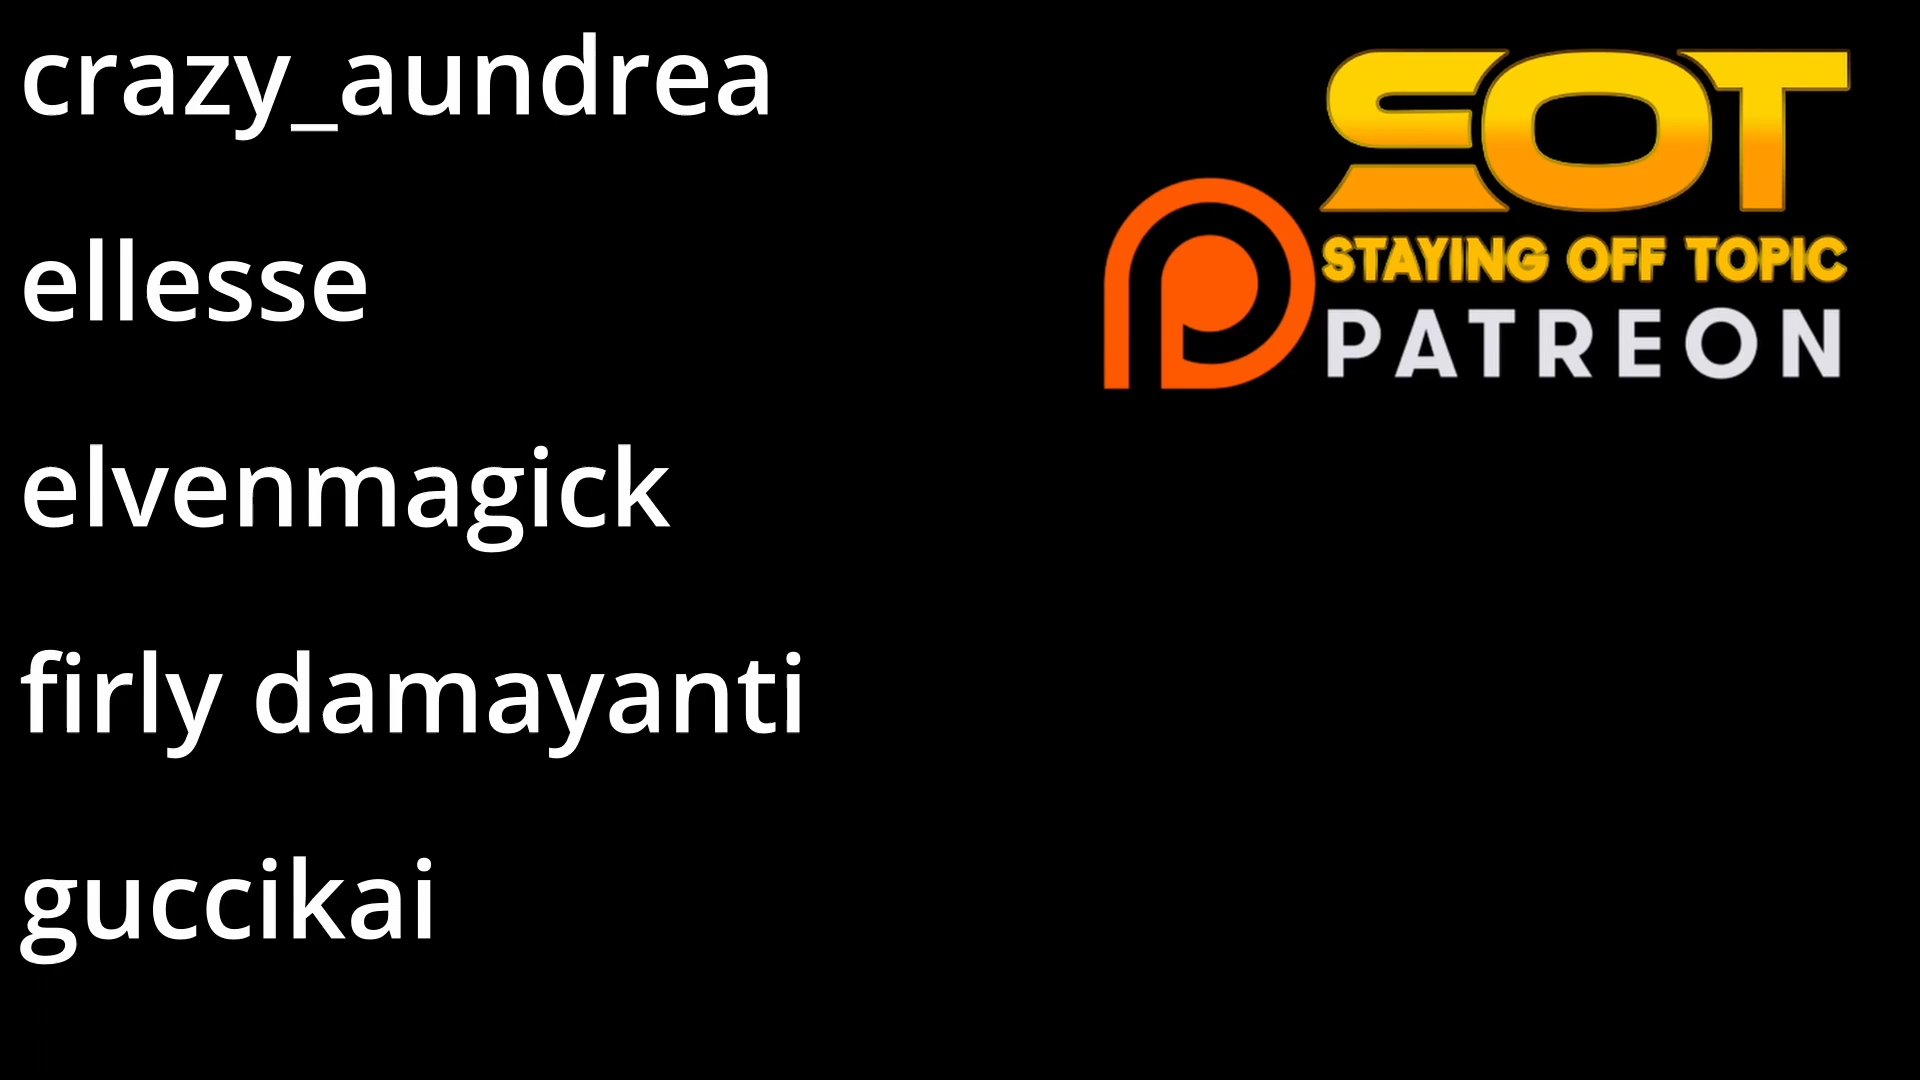 crazy_aundrea
ellesse
elvenmagick
firly damayanti
guccikai
SOT
STAYING OFF TOPIC
PATREON